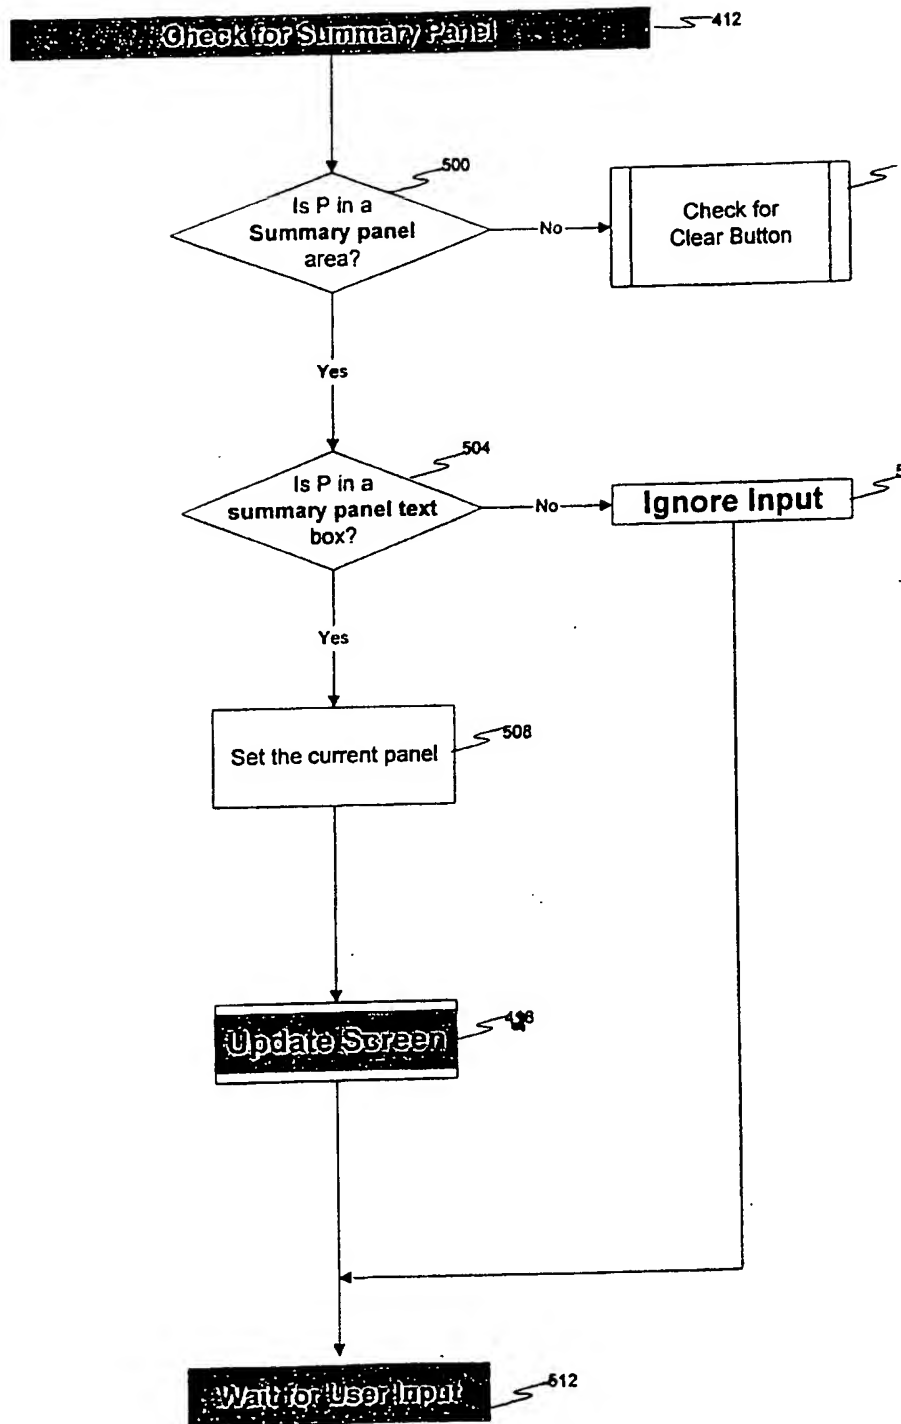 Check for Summary Panel
412
500
Is P in a
Summary panel
area?
No
Check for
Clear Button
Yes
504
Is P in a
summary panel text
box?
No
Ignore Input
5
Yes
Set the current panel
508
Update Screen
Wait for User Input
512